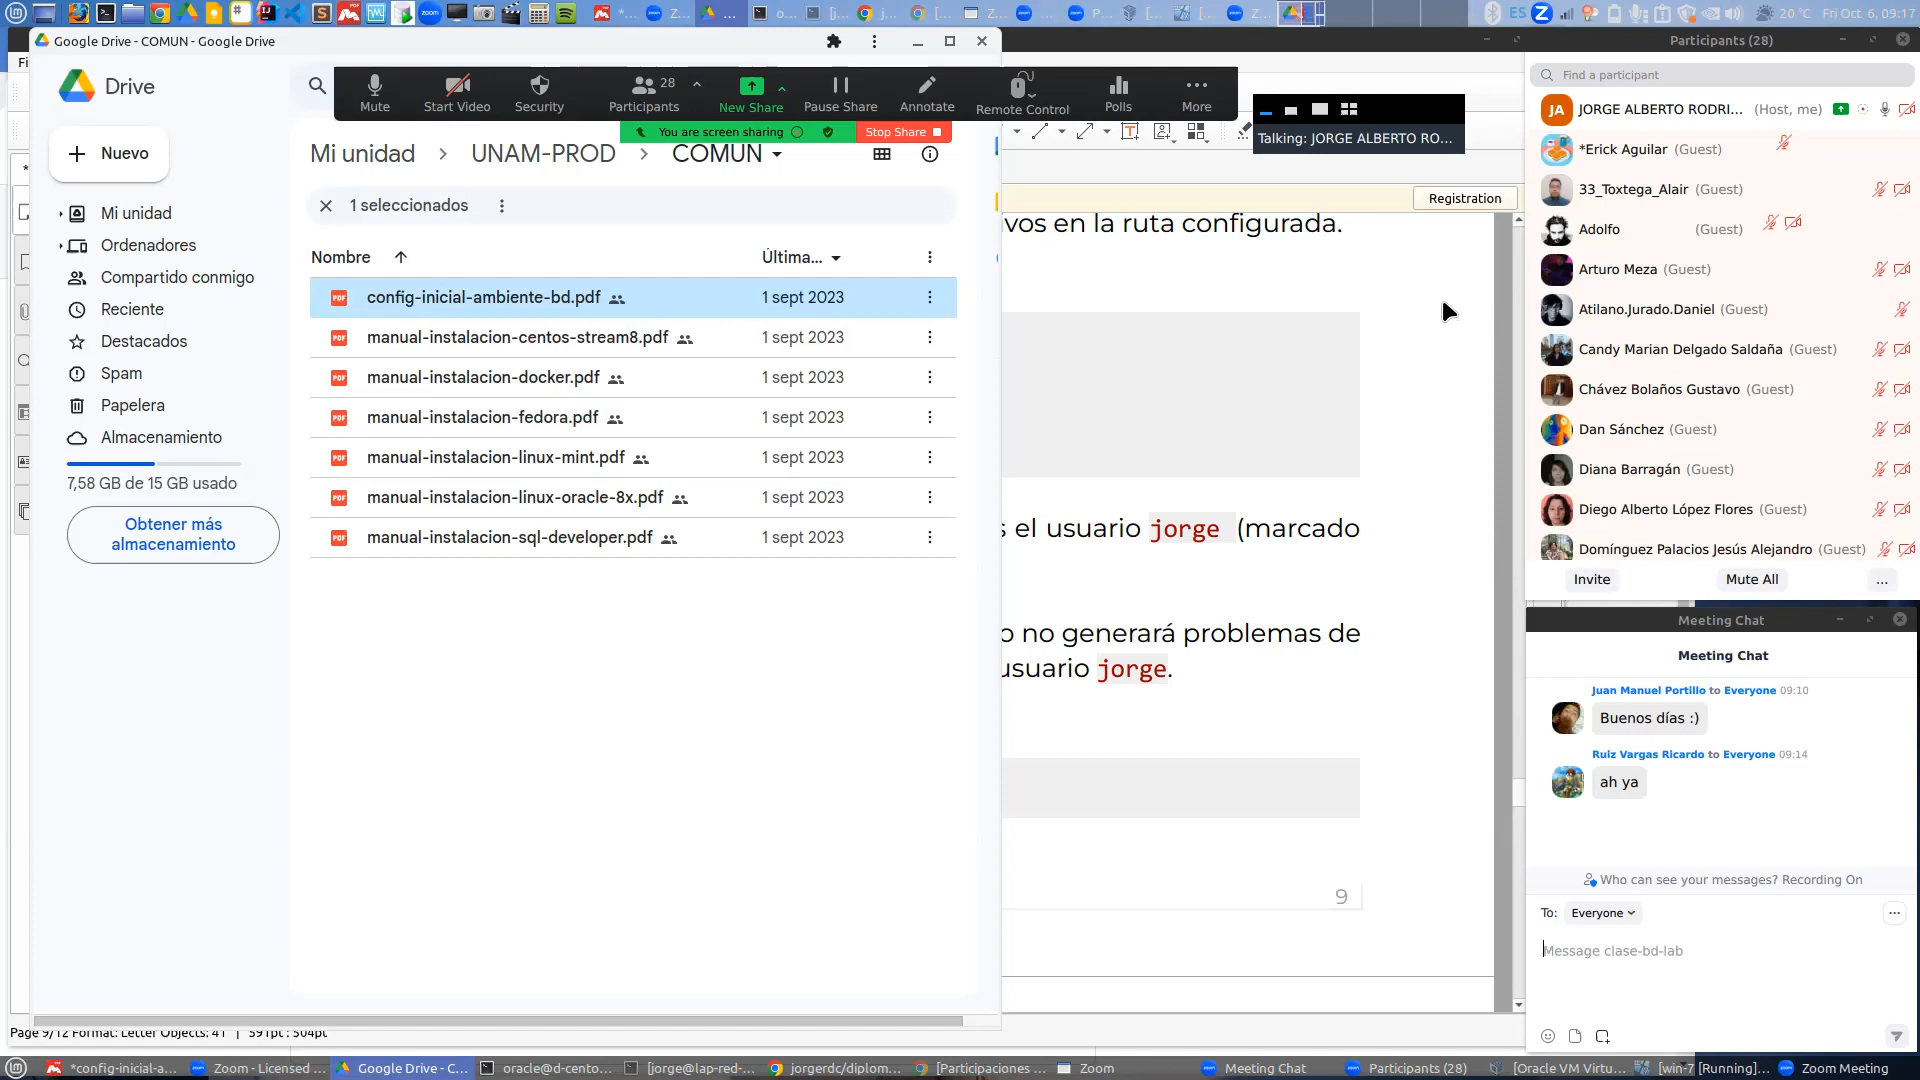 ES
20 °C
Fri Oct 6, 09:17
Google Drive - COMUN - Google Drive
Participants (28)
Find a participant
Drive
Mute
Start Video
Security
Participants
28
New Share
Pause Share
Annotate
Remote Control
Polls
More
You are screen sharing
Stop Share
Talking: JORGE ALBERTO RO...
Nuevo
Mi unidad
UNAM-PROD
COMUN
Mi unidad
Ordenadores
Compartido conmigo
Reciente
Destacados
Spam
Papelera
Almacenamiento
7,58 GB de 15 GB usado
Obtener más
almacenamiento
1 seleccionados
Nombre
Última...
config-inicial-ambiente-bd.pdf 1 sept 2023
manual-instalacion-centos-stream8.pdf 1 sept 2023
manual-instalacion-docker.pdf 1 sept 2023
manual-instalacion-fedora.pdf 1 sept 2023
manual-instalacion-linux-mint.pdf 1 sept 2023
manual-instalacion-linux-oracle-8x.pdf 1 sept 2023
manual-instalacion-sql-developer.pdf 1 sept 2023
Registration
vos en la ruta configurada.
s el usuario jorge (marcado
o no generará problemas de
usuario jorge.
9
JA JORGE ALBERTO RODRI... (Host, me)
*Erick Aguilar (Guest)
33_Toxtega_Alair (Guest)
Adolfo (Guest)
Arturo Meza (Guest)
Atilano.Jurado.Daniel (Guest)
Candy Marian Delgado Saldaña (Guest)
Chávez Bolaños Gustavo (Guest)
Dan Sánchez (Guest)
Diana Barragán (Guest)
Diego Alberto López Flores (Guest)
Domínguez Palacios Jesús Alejandro (Guest)
Invite
Mute All
...
Meeting Chat
Meeting Chat
Juan Manuel Portillo to Everyone 09:10
Buenos días :)
Ruiz Vargas Ricardo to Everyone 09:14
ah ya
Who can see your messages? Recording On
To: Everyone
Message clase-bd-lab
Page 9/12 Format: Letter Objects: 41 | 591pt ; 504pt
*config-inicial-a...
Zoom - Licensed ...
Google Drive - C...
oracle@d-cento...
[jorge@lap-red-...
jorgerdc/diplom...
[Participaciones ...
Zoom
Meeting Chat
Participants (28)
[Oracle VM Virtu...
[win-7 [Running]...
Zoom Meeting